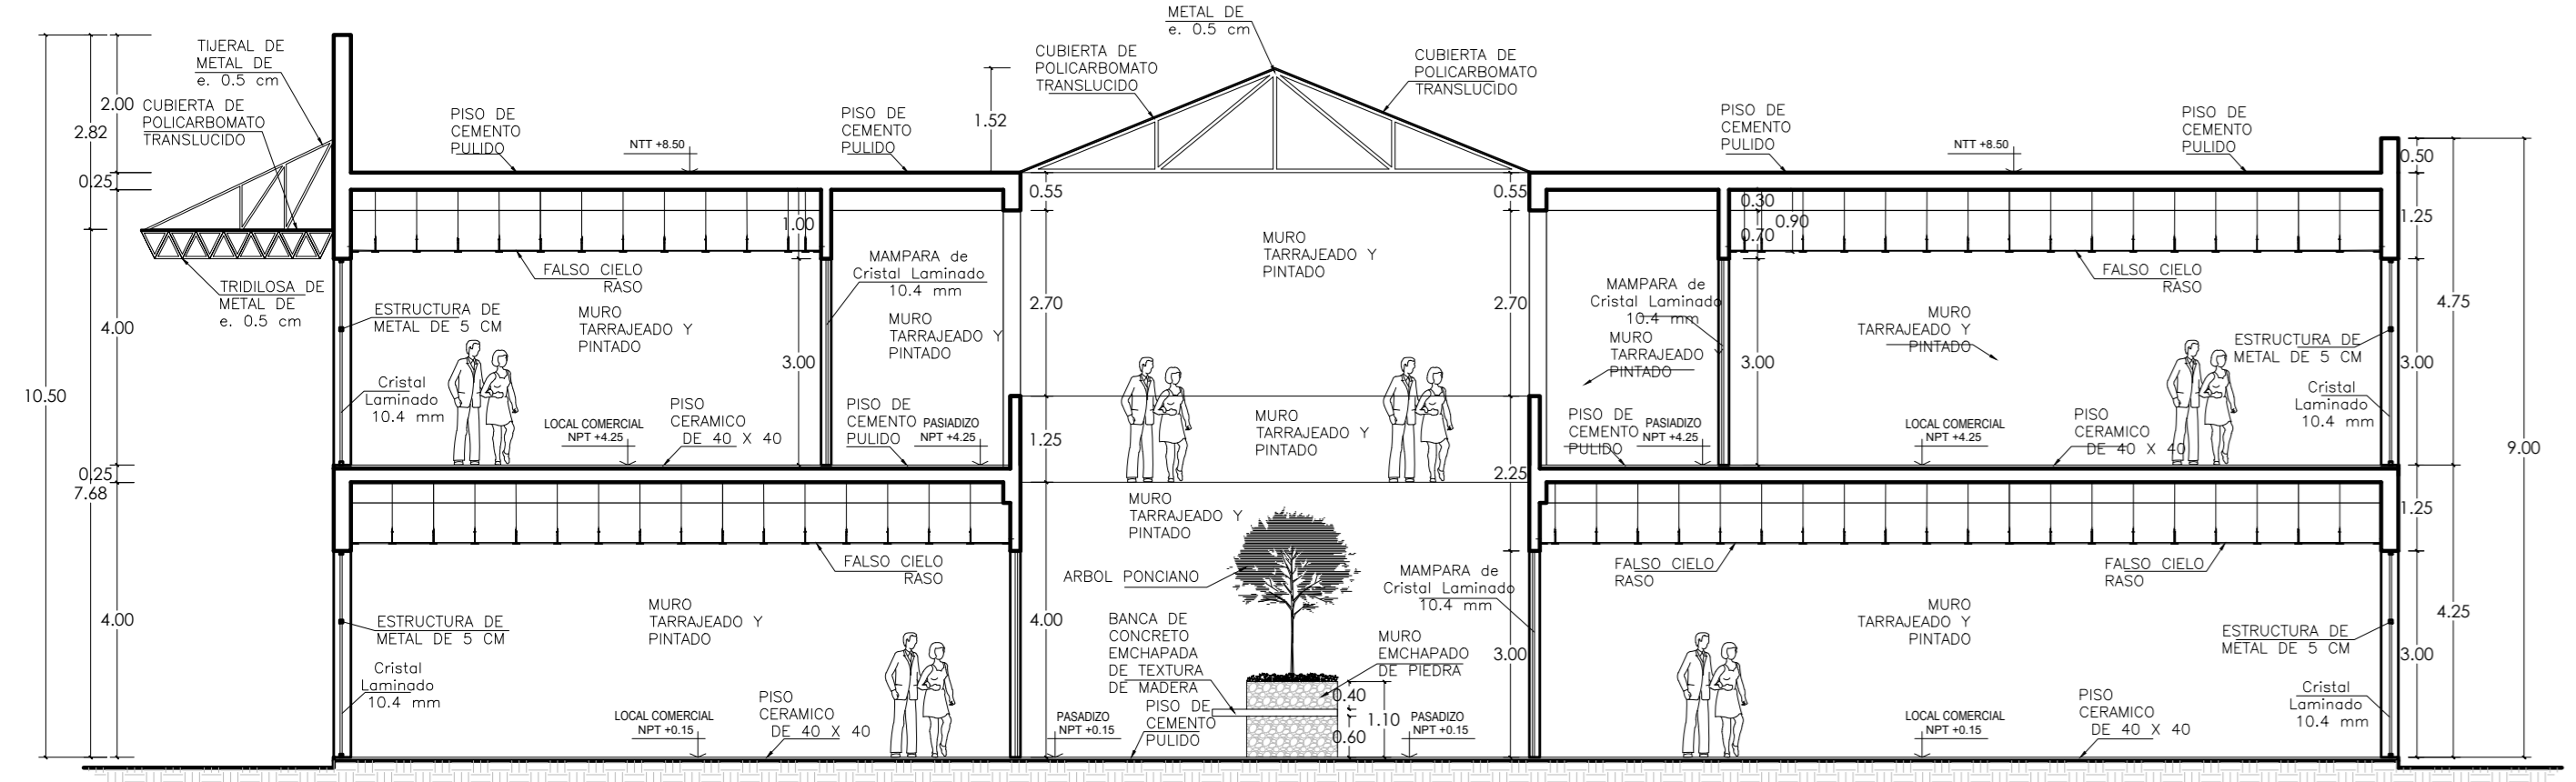 METAL DE
e. 0.5 cm
TIJERAL DE
METAL DE
e. 0.5 cm
CUBIERTA DE
POLICARBOMATO
TRANSLUCIDO
CUBIERTA DE
POLICARBOMATO
TRANSLUCIDO
CUBIERTA DE
POLICARBOMATO
TRANSLUCIDO
2.00
2.82
0.25
4.00
10.50
0.25
7.68
4.00
PISO DE
CEMENTO
PULIDO
NTT +8.50
PISO DE
CEMENTO
PULIDO
1.52
PISO DE
CEMENTO
PULIDO
NTT +8.50
PISO DE
CEMENTO
PULIDO
0.50
1.25
4.75
3.00
9.00
1.25
4.25
3.00
TRIDILOSA DE
METAL DE
e. 0.5 cm
ESTRUCTURA DE
METAL DE 5 CM
Cristal
Laminado
10.4 mm
FALSO CIELO
RASO
MURO
TARRAJEADO Y
PINTADO
1.00
3.00
MAMPARA de
Cristal Laminado
10.4 mm
MURO
TARRAJEADO Y
PINTADO
LOCAL COMERCIAL
NPT +4.25
PISO
CERAMICO
DE 40 X 40
PISO DE
CEMENTO
PULIDO
PASIADIZO
NPT +4.25
0.55
2.70
1.25
4.00
MURO
TARRAJEADO Y
PINTADO
MURO
TARRAJEADO Y
PINTADO
MURO
TARRAJEADO Y
PINTADO
0.55
2.70
2.25
3.00
MAMPARA de
Cristal Laminado
10.4 mm
MURO
TARRAJEADO
PINTADO
PISO DE
CEMENTO
PULIDO
PASIADIZO
NPT +4.25
0.30
0.90
0.70
3.00
MURO
TARRAJEADO Y
PINTADO
FALSO CIELO
RASO
ESTRUCTURA DE
METAL DE 5 CM
Cristal
Laminado
10.4 mm
LOCAL COMERCIAL
NPT +4.25
PISO
CERAMICO
DE 40 X 40
FALSO CIELO
RASO
ESTRUCTURA DE
METAL DE 5 CM
Cristal
Laminado
10.4 mm
MURO
TARRAJEADO Y
PINTADO
LOCAL COMERCIAL
NPT +0.15
PISO
CERAMICO
DE 40 X 40
ARBOL PONCIANO
BANCA DE
CONCRETO
EMCHAPADA
DE TEXTURA
DE MADERA
PISO DE
CEMENTO
PULIDO
PASADIZO
NPT +0.15
MAMPARA de
Cristal Laminado
10.4 mm
MURO
EMCHAPADO
DE PIEDRA
0.40
1.10
0.60
PASADIZO
NPT +0.15
FALSO CIELO
RASO
FALSO CIELO
RASO
MURO
TARRAJEADO Y
PINTADO
ESTRUCTURA DE
METAL DE 5 CM
Cristal
Laminado
10.4 mm
LOCAL COMERCIAL
NPT +0.15
PISO
CERAMICO
DE 40 X 40